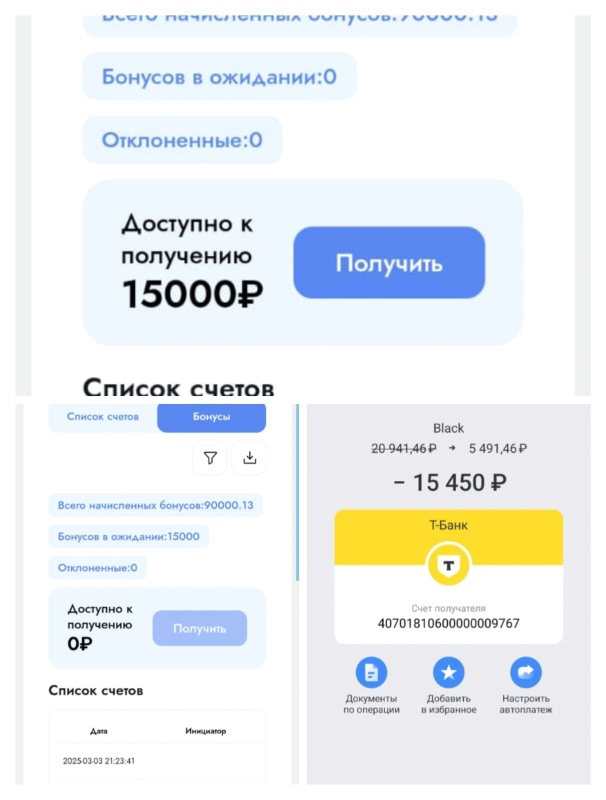 Всего начисленных бонусов:90000.13
Бонусов в ожидании:0
Отклоненные:0
Доступно к
получению
15000₽
Получить
Список счетов
Список счетов
Бонусы
Всего начисленных бонусов:90000.13
Бонусов в ожидании:15000
Отклоненные:0
Доступно к
получению
0₽
Получить
Список счетов
Дата
Инициатор
2025-03-03 21:23:41
Black
20 941,46 ₽ → 5 491,46 ₽
− 15 450 ₽
Т-Банк
Т
Счет получателя
40701810600000009767
Документы
по операции
Добавить
в избранное
Настроить
автоплатеж